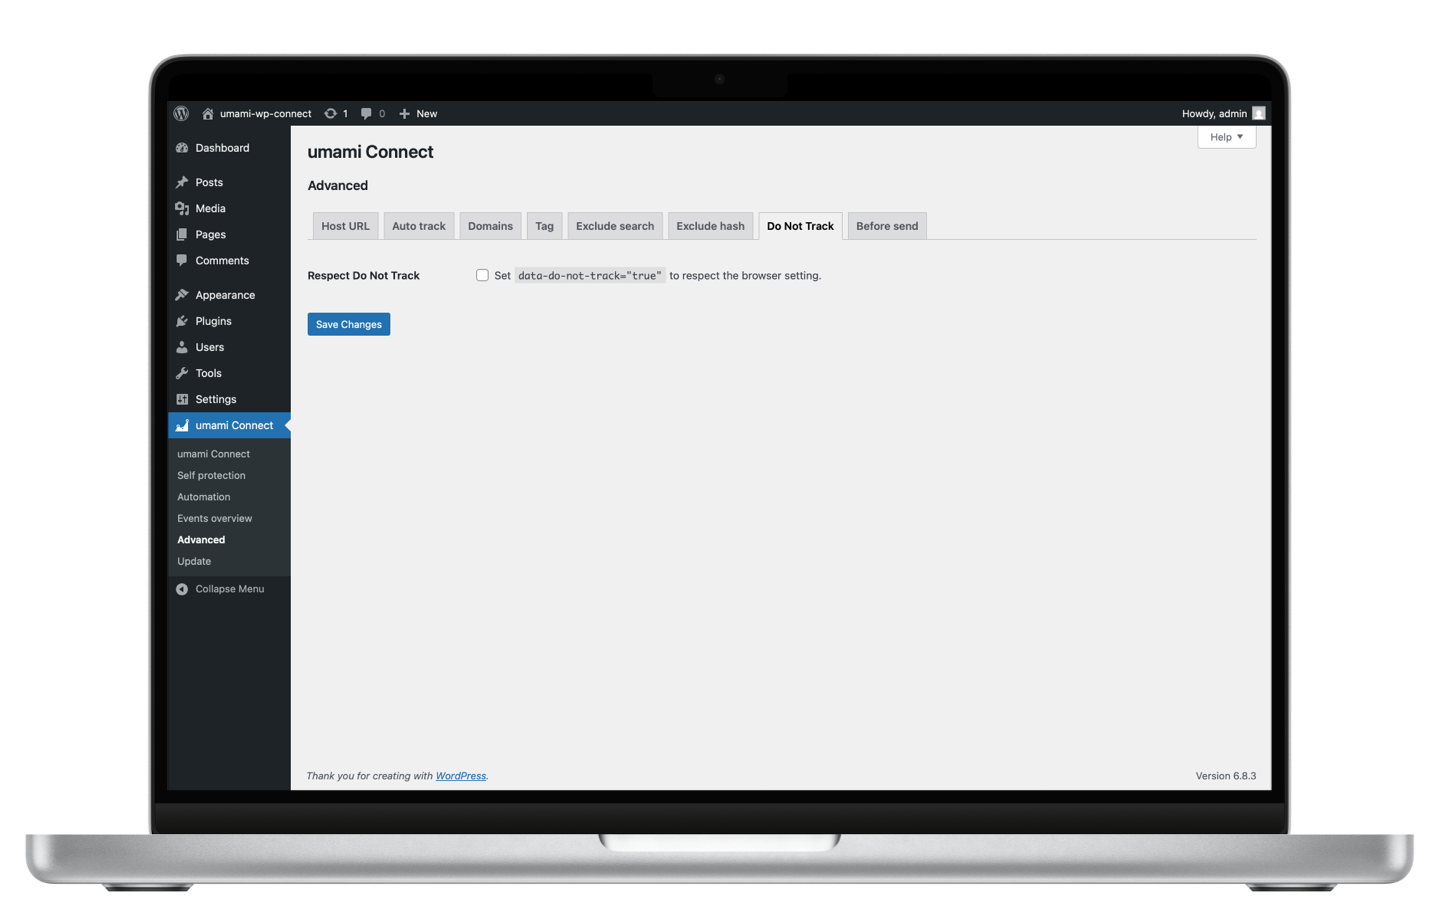 umami-wp-connect 1 0 New Howdy, admin
Help
Dashboard
Posts
Media
Pages
Comments
Appearance
Plugins
Users
Tools
Settings
umami Connect
umami Connect
Self protection
Automation
Events overview
Advanced
Update
Collapse Menu
umami Connect
Advanced
Host URL Auto track Domains Tag Exclude search Exclude hash Do Not Track Before send
Respect Do Not Track Set data-do-not-track="true" to respect the browser setting.
Save Changes
Thank you for creating with WordPress. Version 6.8.3